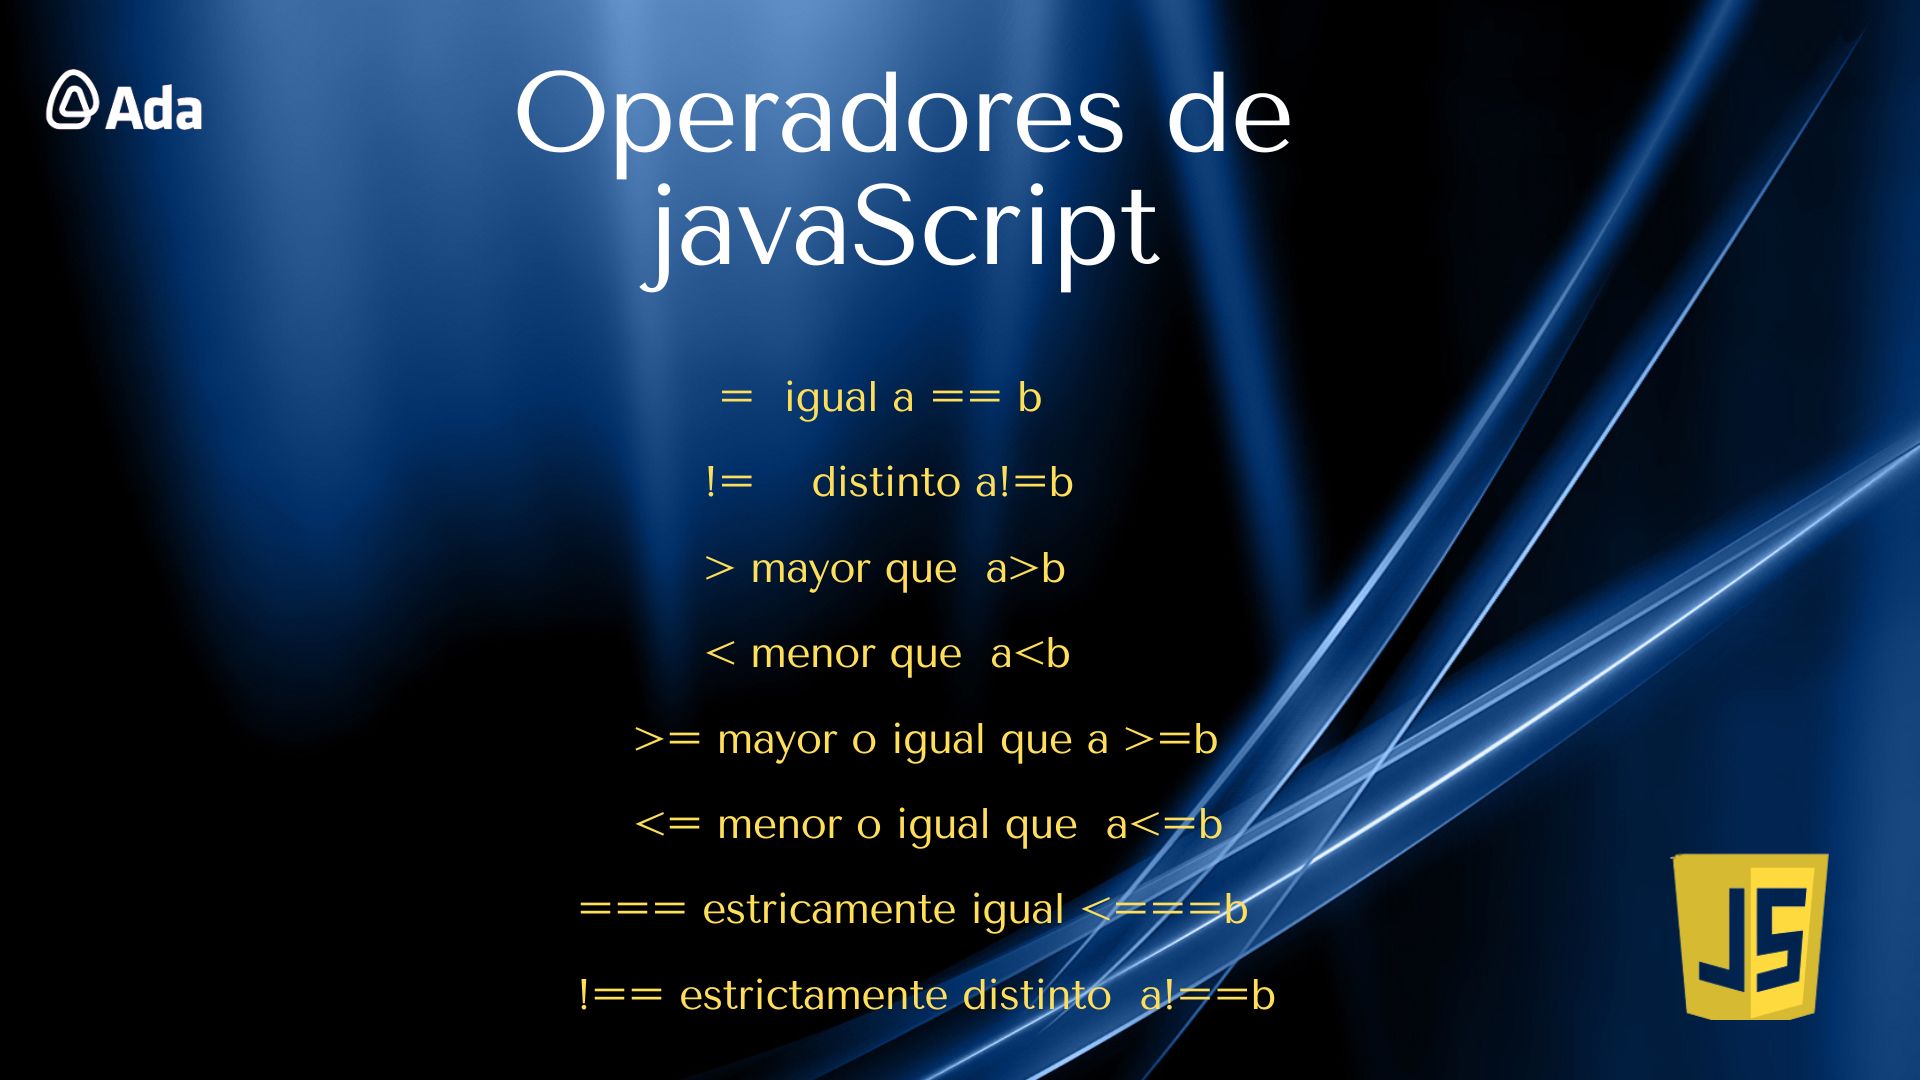 Ada
Operadores de
javaScript
= igual a == b
!= distinto a!=b
> mayor que a>b
< menor que a<b
>= mayor o igual que a >=b
<= menor o igual que a<=b
=== estricamente igual <===b
!== estrictamente distinto a!==b
JS